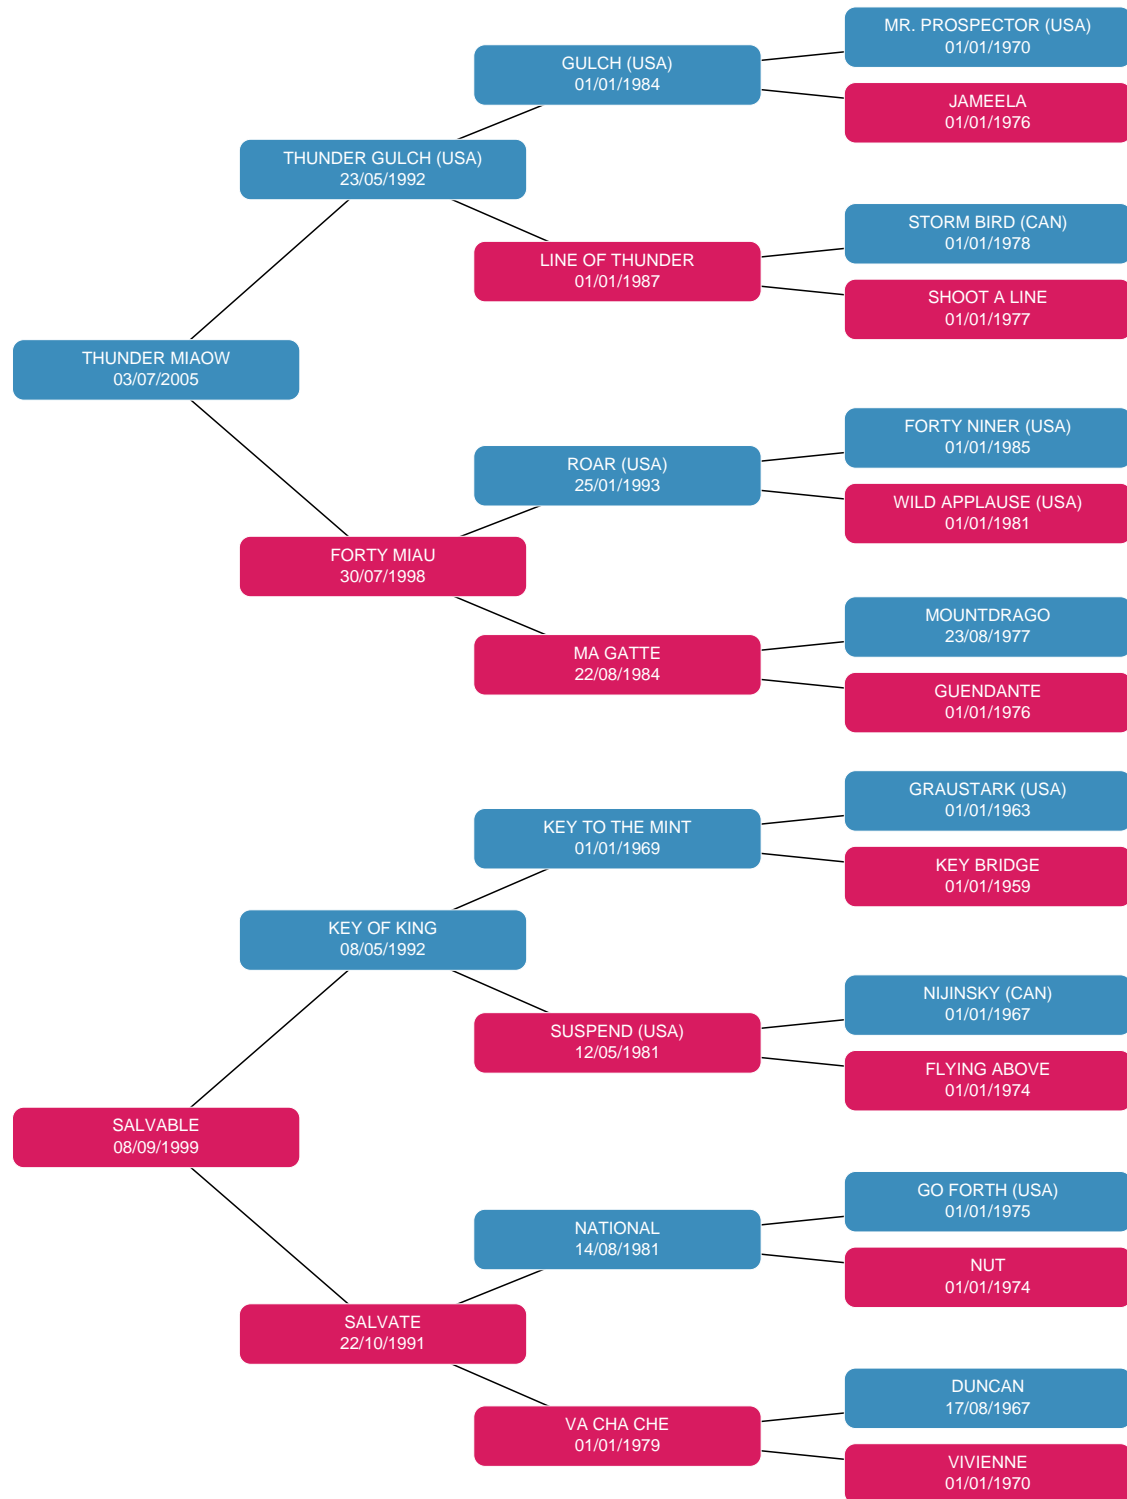 MR. PROSPECTOR (USA)
01/01/1970
GULCH (USA)
01/01/1984
JAMEELA
01/01/1976
THUNDER GULCH (USA)
23/05/1992
STORM BIRD (CAN)
01/01/1978
LINE OF THUNDER
01/01/1987
SHOOT A LINE
01/01/1977
THUNDER MIAOW
03/07/2005
FORTY NINER (USA)
01/01/1985
ROAR (USA)
25/01/1993
WILD APPLAUSE (USA)
01/01/1981
FORTY MIAU
30/07/1998
MOUNTDRAGO
23/08/1977
MA GATTE
22/08/1984
GUENDANTE
01/01/1976
GRAUSTARK (USA)
01/01/1963
KEY TO THE MINT
01/01/1969
KEY BRIDGE
01/01/1959
KEY OF KING
08/05/1992
NIJINSKY (CAN)
01/01/1967
SUSPEND (USA)
12/05/1981
FLYING ABOVE
01/01/1974
SALVABLE
08/09/1999
GO FORTH (USA)
01/01/1975
NATIONAL
14/08/1981
NUT
01/01/1974
SALVATE
22/10/1991
DUNCAN
17/08/1967
VA CHA CHE
01/01/1979
VIVIENNE
01/01/1970